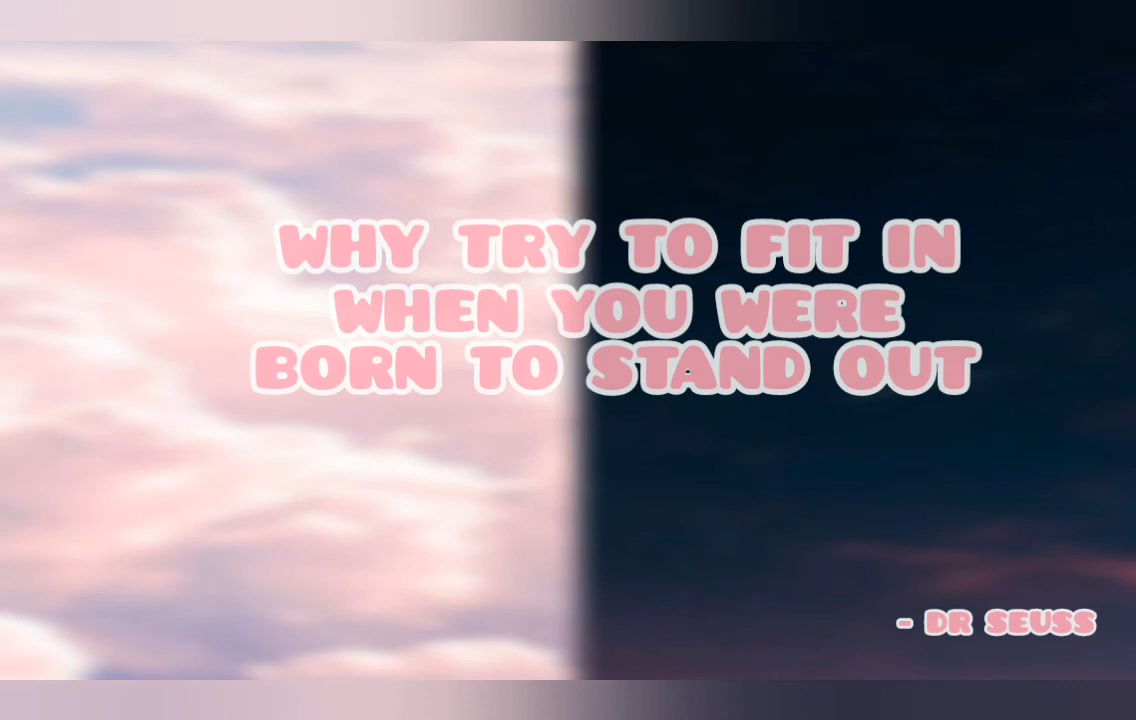 WHY TRY TO FIT IN
WHEN YOU WERE
BORN TO STAND OUT
- DR SEUSS